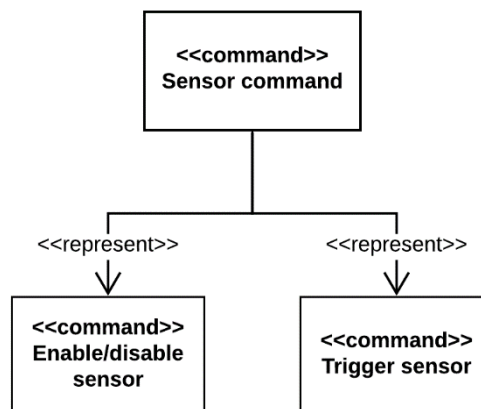 <<command>>
Sensor command
<<represent>>
<<represent>>
<<command>>
Enable/disable
sensor
<<command>>
Trigger sensor